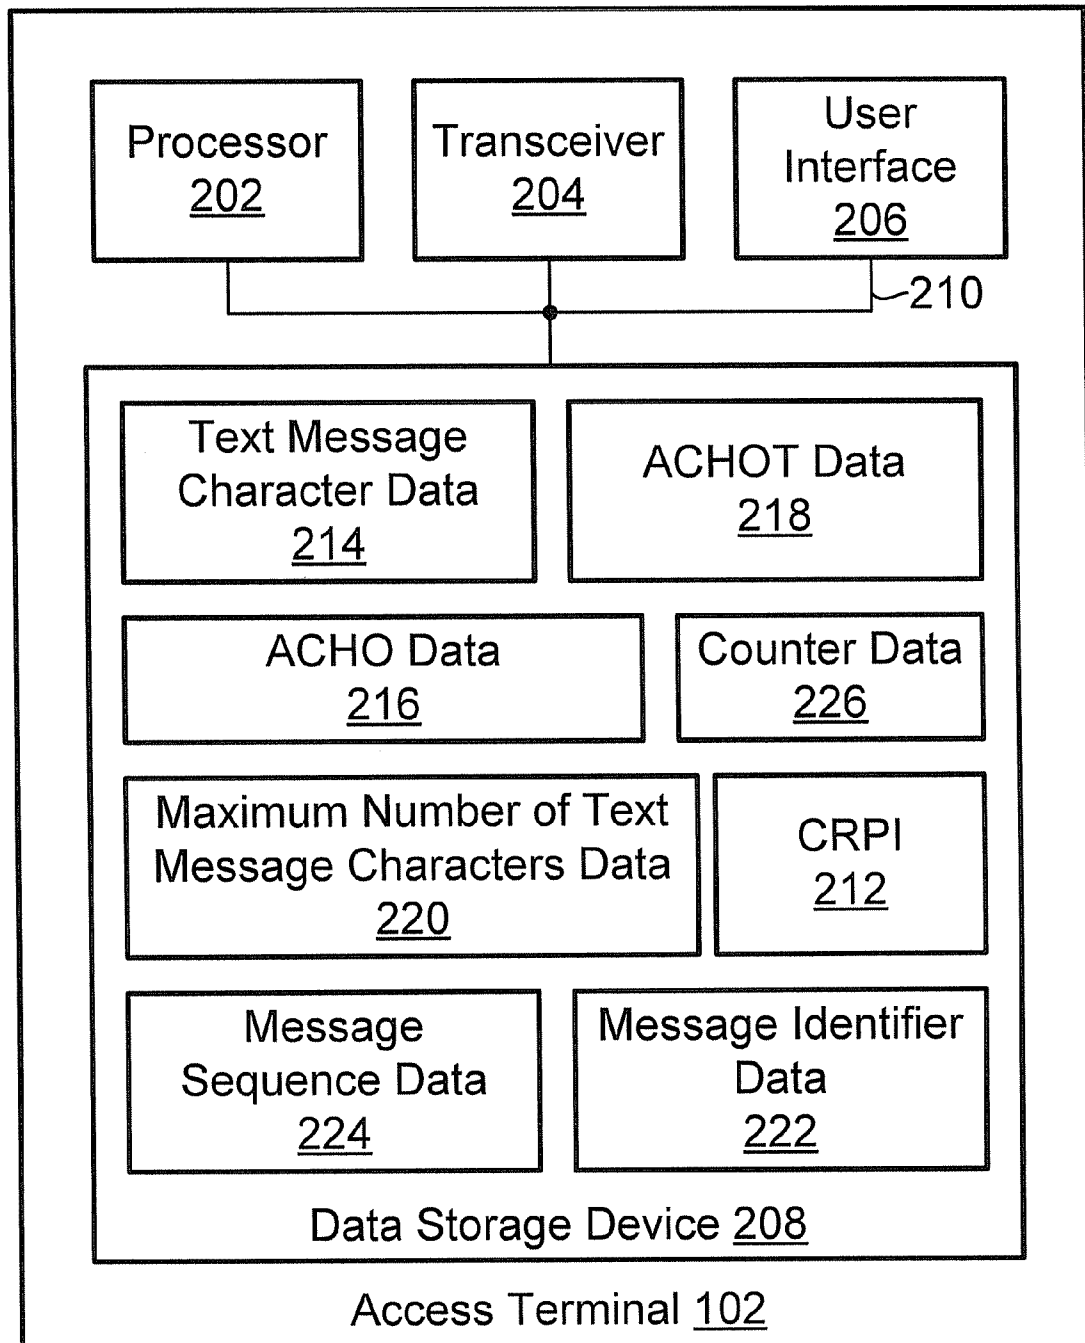 Processor
202
Transceiver
204
User
Interface
206
210
Text Message
Character Data
214
ACHOT Data
218
ACHO Data
216
Counter Data
226
Maximum Number of Text
Message Characters Data
220
CRPI
212
Message
Sequence Data
224
Message Identifier
Data
222
Data Storage Device 208
Access Terminal 102